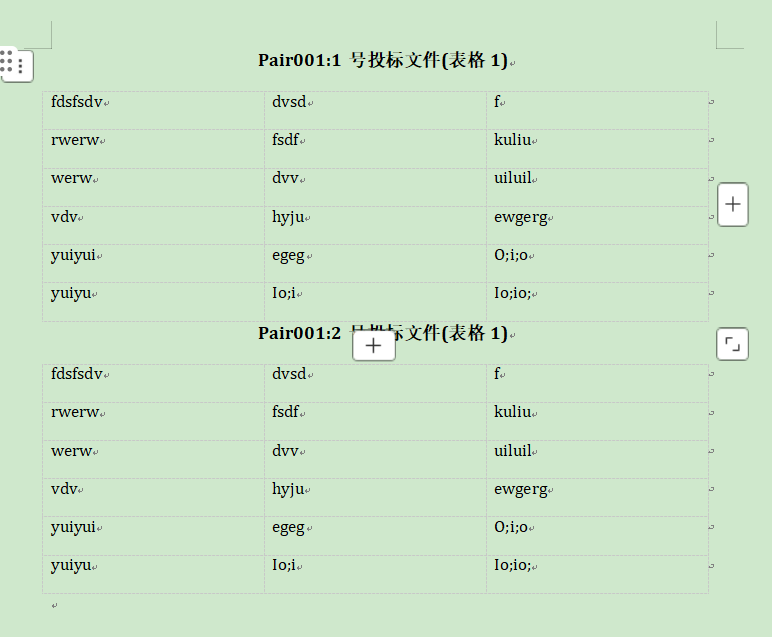 Pair001:1 号投标文件(表格 1)
fdsfsdv dvsd f
rwerw fsdf kuliu
werw dvv uiluil
vdv hyju ewgerg
yuiyui egeg O;i;o
yuiyu Io;i Io;io;
Pair001:2 号投标文件(表格 1)
fdsfsdv dvsd f
rwerw fsdf kuliu
werw dvv uiluil
vdv hyju ewgerg
yuiyui egeg O;i;o
yuiyu Io;i Io;io;